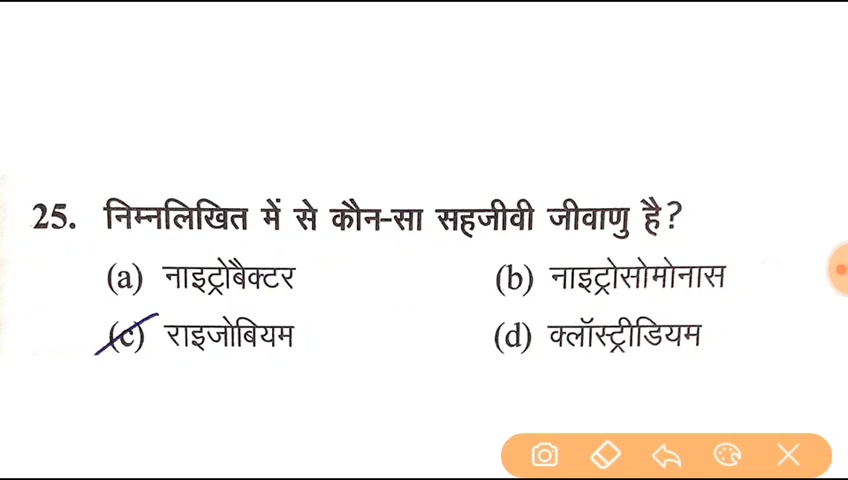 25. निम्नलिखित में से कौन-सा सहजीवी जीवाणु है?
(a) नाइट्रोबैक्टर (b) नाइट्रोसोमोनास
(c) राइजोबियम (d) क्लॉस्ट्रीडियम